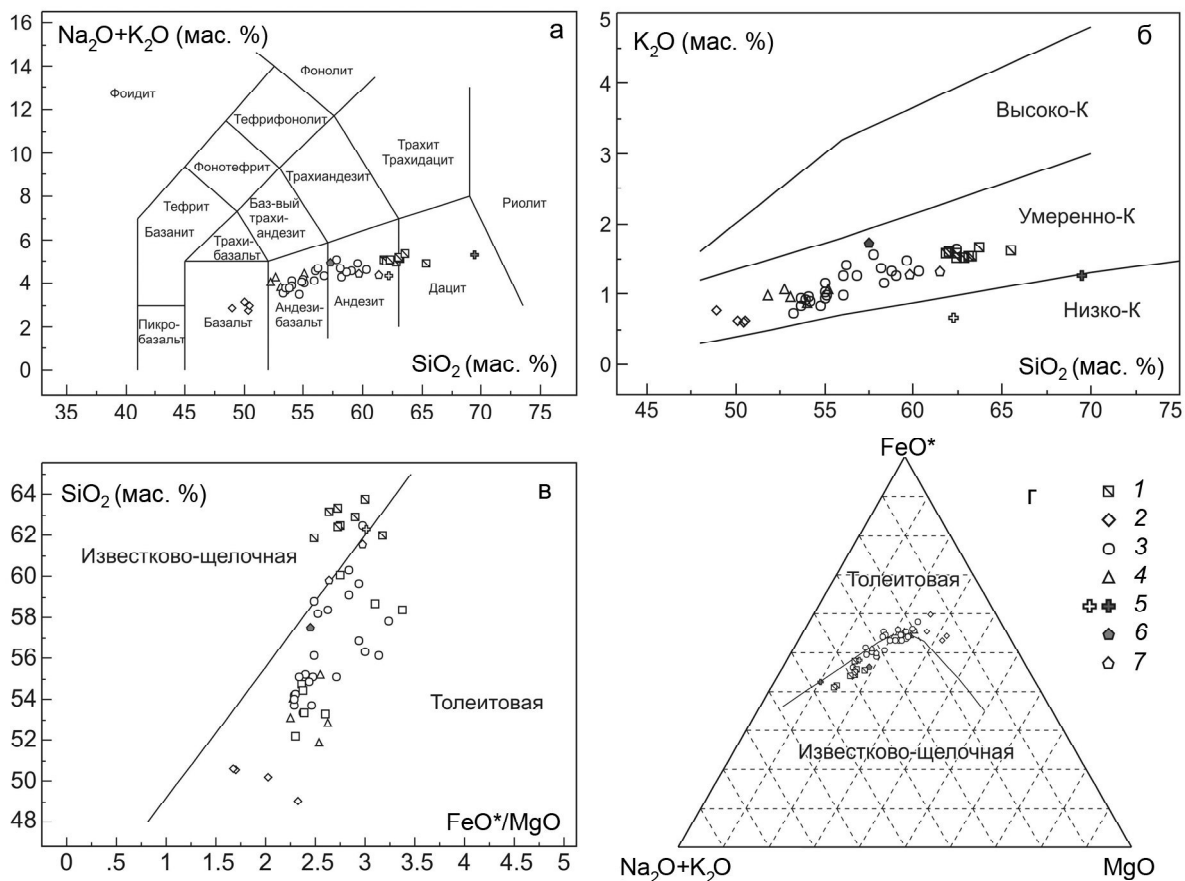 а
Na₂O+K₂O (мас. %)
16
14
12
10
8
6
4
2
0
Фоидит
Фонолит
Тефрифонолит
Фонотефрит
Трахиандезит
Трахит
Трахидацит
Тефрит
Базанит
Баз-вый
трахи-
андезит
Трахи-
базальт
Риолит
Пикро-
базальт
Базальт
Андези-
базальт
Андезит
Дацит
SiO₂ (мас. %)
35 40 45 50 55 60 65 70 75
б
K₂O (мас. %)
5
4
3
2
1
0
Высоко-К
Умеренно-К
Низко-К
SiO₂ (мас. %)
45 50 55 60 65 70 75
в
SiO₂ (мас. %)
64
62
60
58
56
54
52
50
48
Известково-щелочная
Толеитовая
FeO*/MgO
0 .5 1 1.5 2 2.5 3 3.5 4 4.5 5
г
FeO*
Толеитовая
Известково-щелочная
Na₂O+K₂O
MgO
1
2
3
4
5
6
7